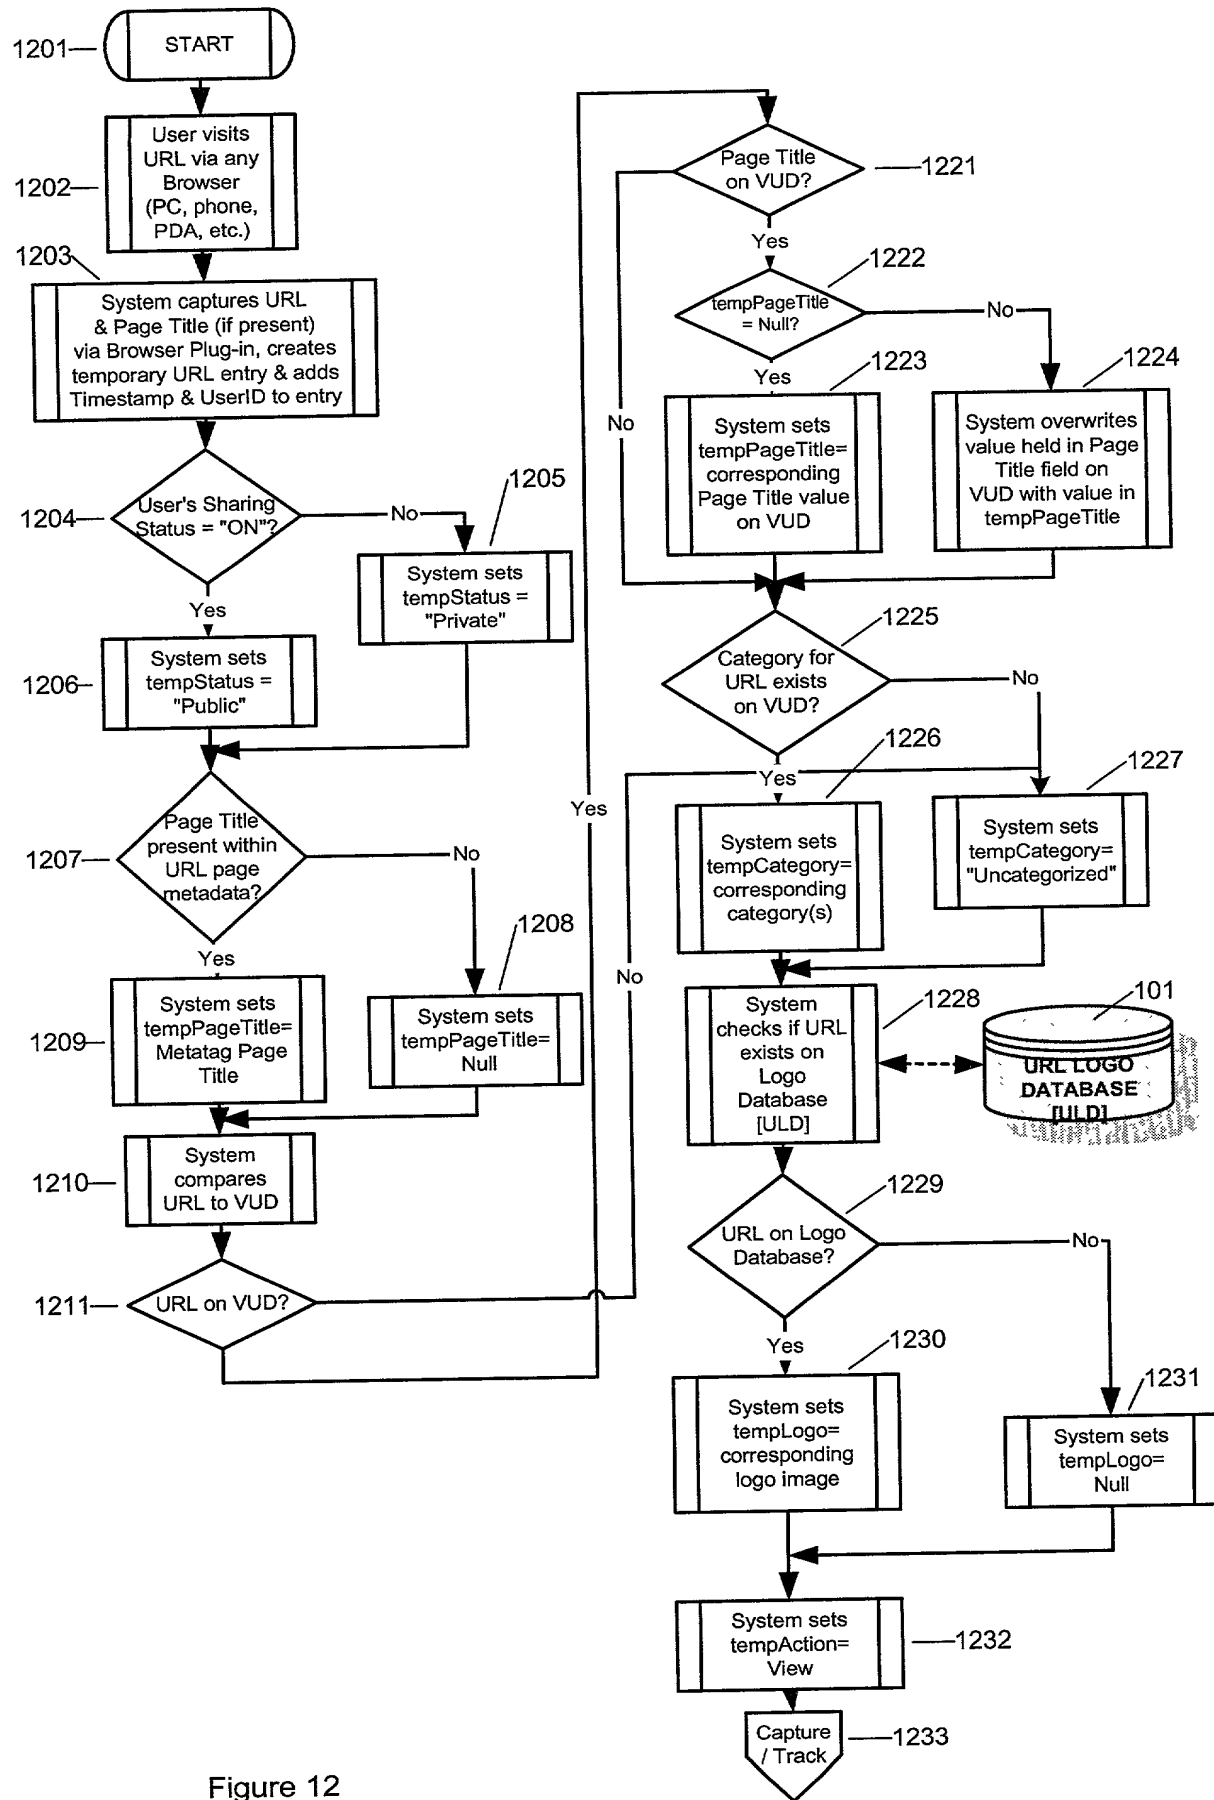 1201
START
1202
User visits
URL via any
Browser
(PC, phone,
PDA, etc.)
1203
System captures URL
& Page Title (if present)
via Browser Plug-in, creates
temporary URL entry & adds
Timestamp & UserID to entry
1204
User's Sharing
Status = "ON"?
No
1205
System sets
tempStatus =
"Private"
Yes
1206
System sets
tempStatus =
"Public"
1207
Page Title
present within
URL page
metadata?
No
1208
System sets
tempPageTitle=
Null
Yes
1209
System sets
tempPageTitle=
Metatag Page
Title
1210
System
compares
URL to VUD
1211
URL on VUD?
Yes
No
1221
Page Title
on VUD?
No
Yes
1222
tempPageTitle
= Null?
No
Yes
1223
System sets
tempPageTitle=
corresponding
Page Title value
on VUD
1224
System overwrites
value held in Page
Title field on
VUD with value in
tempPageTitle
1225
Category for
URL exists
on VUD?
No
Yes
1226
System sets
tempCategory=
corresponding
category(s)
1227
System sets
tempCategory=
"Uncategorized"
1228
System
checks if URL
exists on
Logo
Database
[ULD]
101
URL LOGO
DATABASE
[ULD]
1229
URL on Logo
Database?
No
Yes
1230
System sets
tempLogo=
corresponding
logo image
1231
System sets
tempLogo=
Null
1232
System sets
tempAction=
View
1233
Capture
/ Track
Figure 12